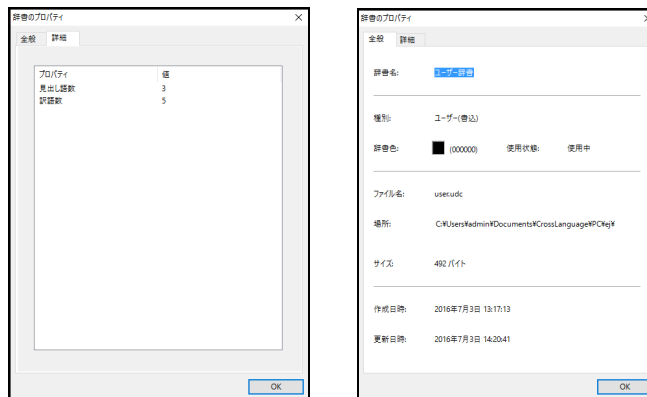 辞書のプロパティ
全般 詳細
プロパティ 値
見出し語数 3
訳語数 5
OK
辞書のプロパティ
全般 詳細
辞書名: ユーザー辞書
種別: ユーザー(書込)
辞書色: (000000) 使用状態: 使用中
ファイル名: user.udc
場所: C:¥Users¥admin¥Documents¥CrossLanguage¥PC¥ej¥
サイズ: 492 バイト
作成日時: 2016年7月3日 13:17:13
更新日時: 2016年7月3日 14:20:41
OK